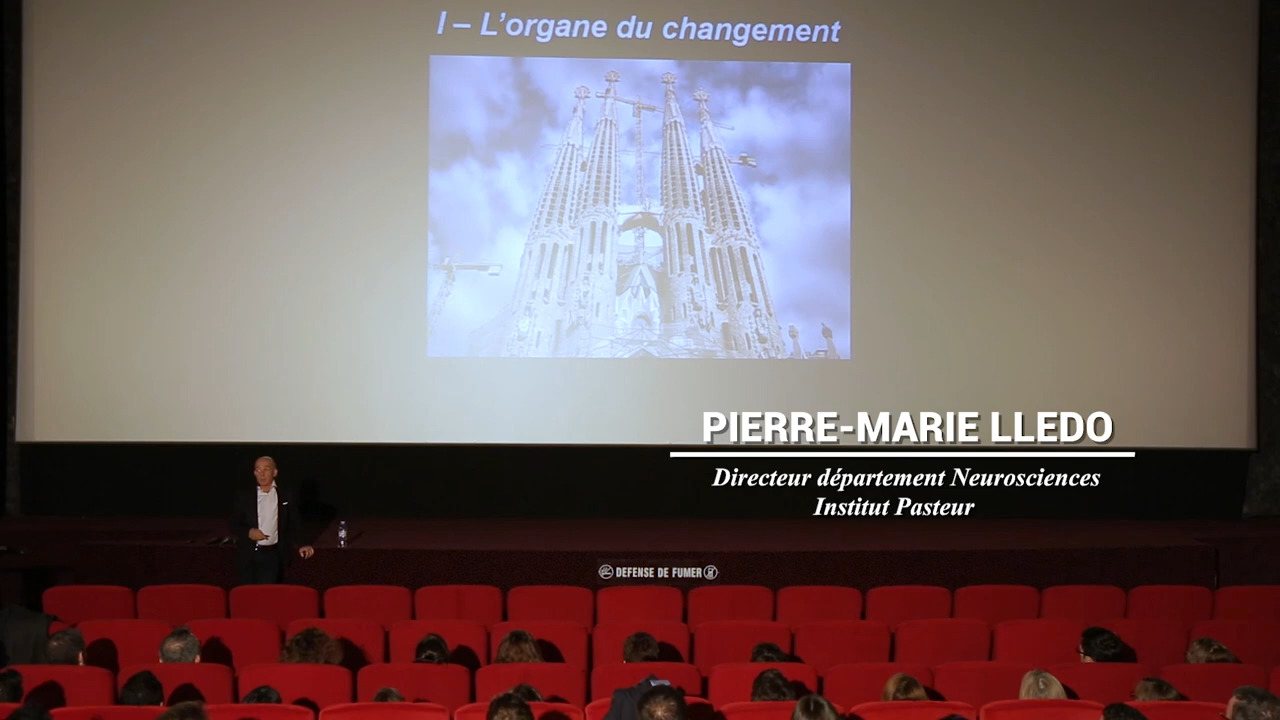 I – L'organe du changement
PIERRE-MARIE LLEDO
Directeur département Neurosciences
Institut Pasteur
DEFENSE DE FUMER